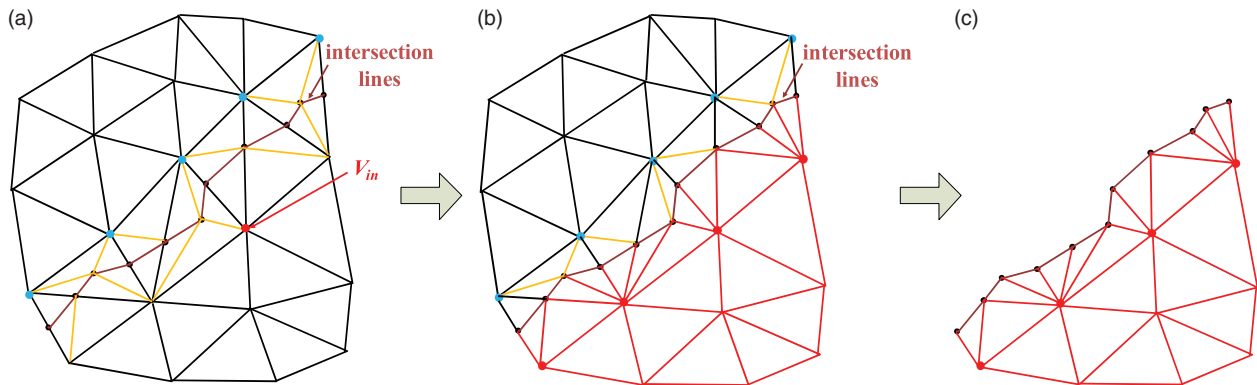 (a)
intersection
lines
V_in
(b)
intersection
lines
(c)